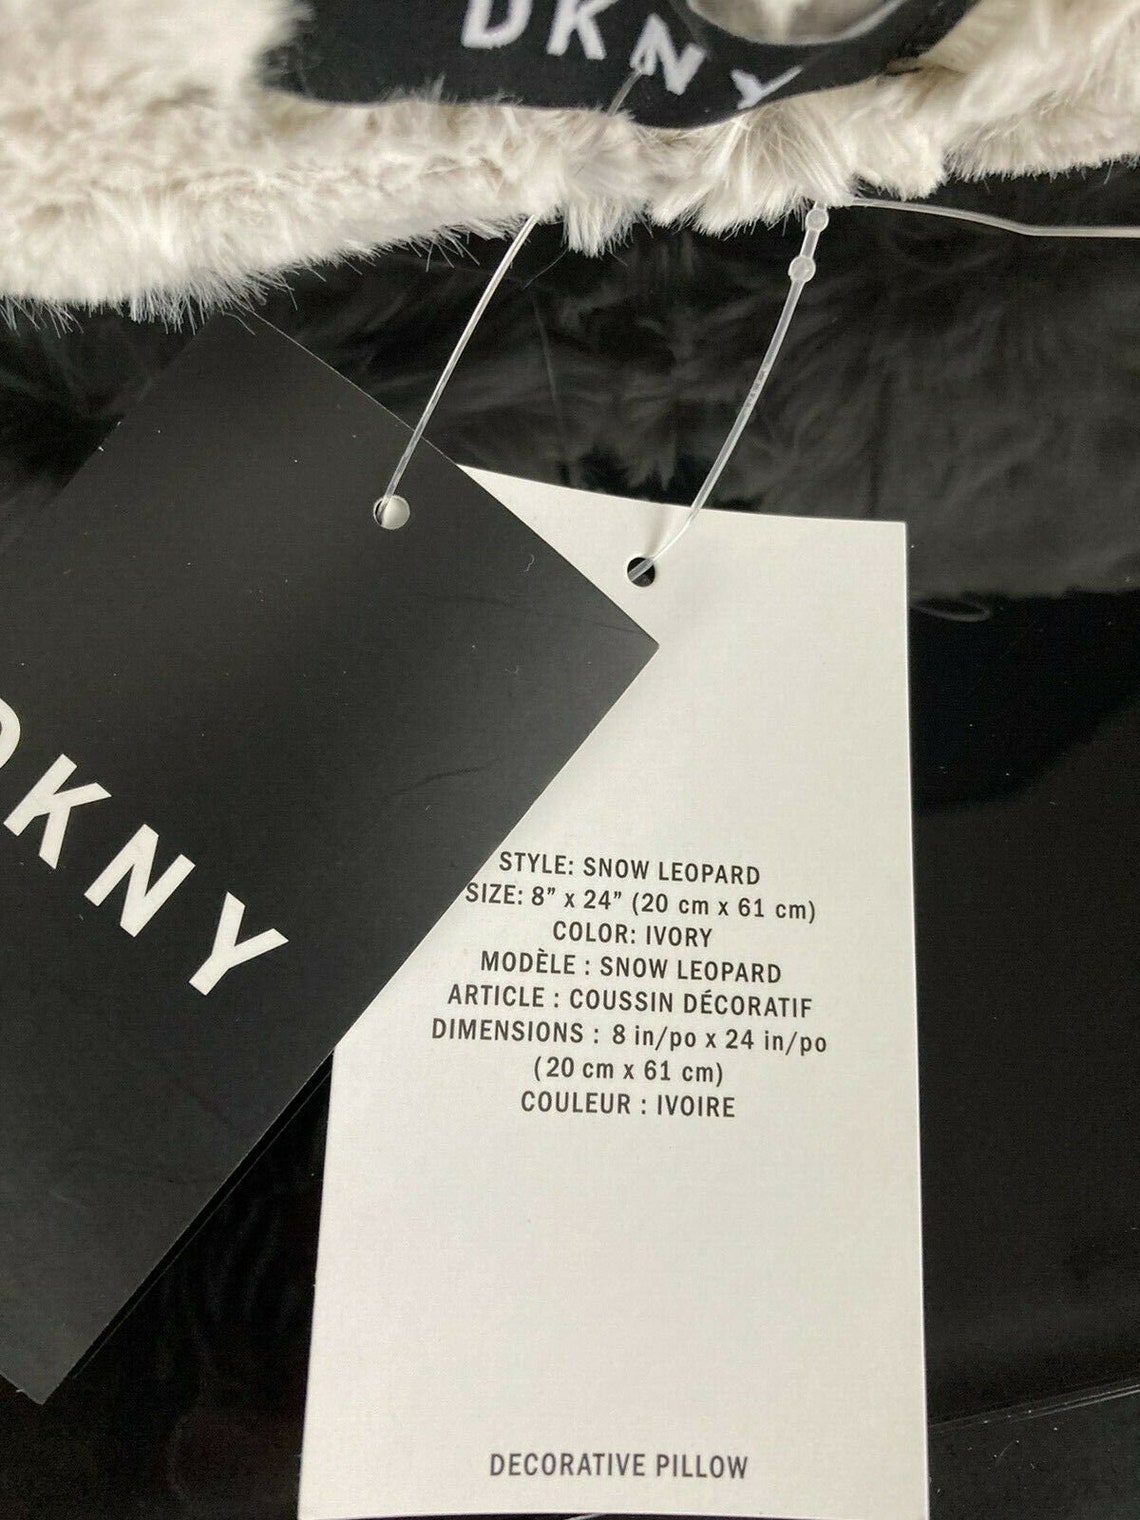 DKNY
DKNY
STYLE: SNOW LEOPARD
SIZE: 8” x 24” (20 cm x 61 cm)
COLOR: IVORY
MODÈLE : SNOW LEOPARD
ARTICLE : COUSSIN DÉCORATIF
DIMENSIONS : 8 in/po x 24 in/po
(20 cm x 61 cm)
COULEUR : IVOIRE
DECORATIVE PILLOW